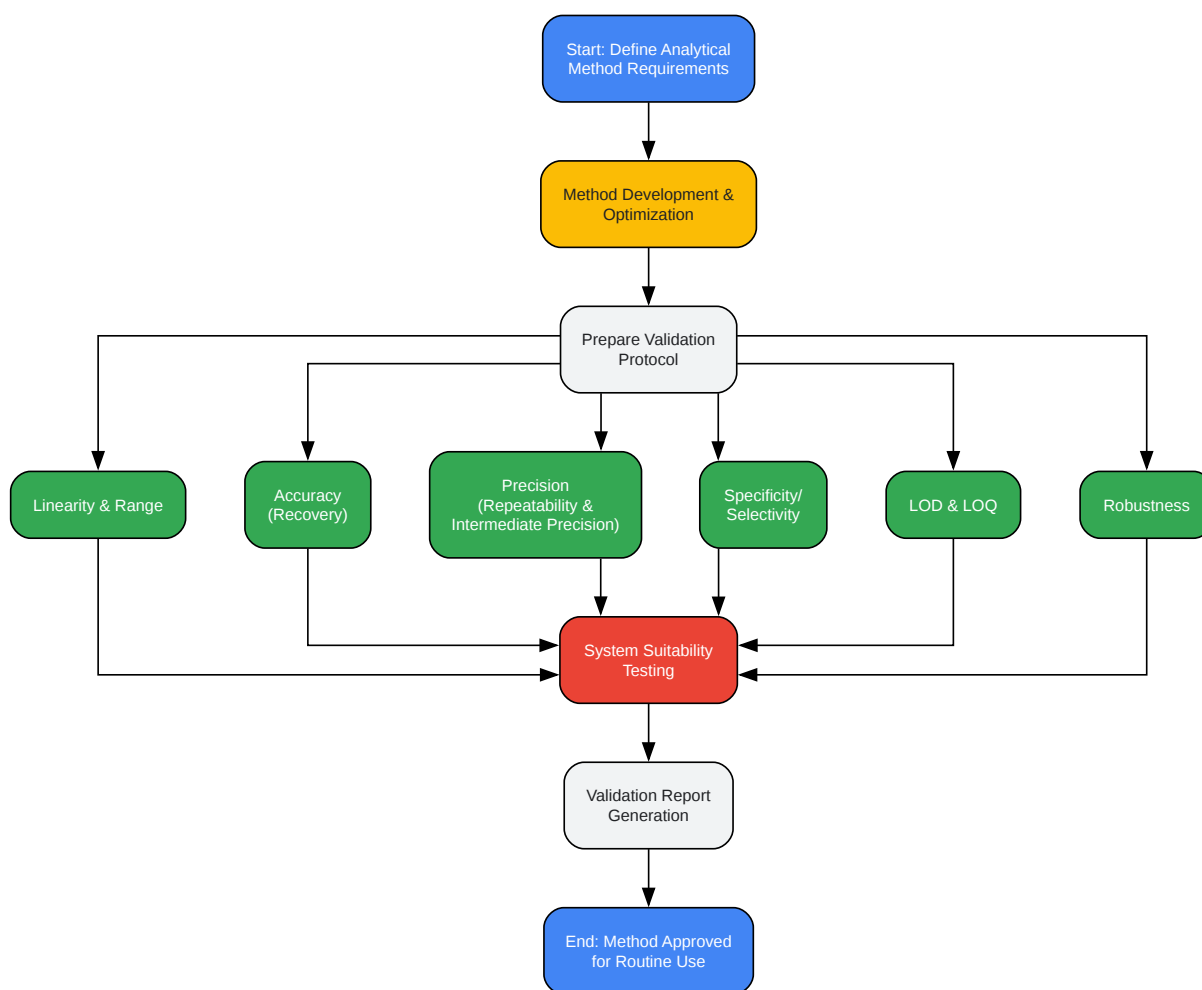 Start: Define Analytical
Method Requirements
Method Development &
Optimization
Prepare Validation
Protocol
Linearity & Range
Accuracy
(Recovery)
Precision
(Repeatability &
Intermediate Precision)
Specificity/
Selectivity
LOD & LOQ
Robustness
System Suitability
Testing
Validation Report
Generation
End: Method Approved
for Routine Use